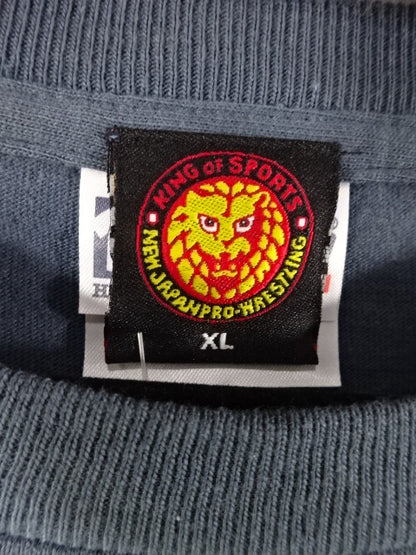 KING OF SPORTS
NEW JAPAN PRO-WRESTLING
XL